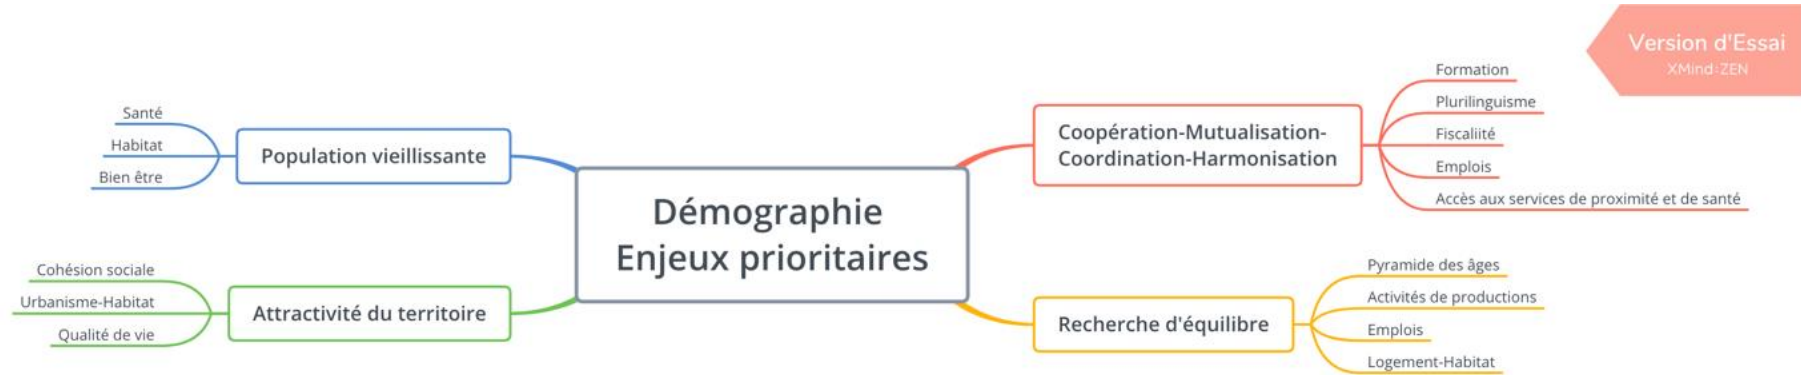 Version d'Essai
XMind:ZEN
Démographie
Enjeux prioritaires
Coopération-Mutualisation-
Coordination-Harmonisation
Formation
Plurilinguisme
Fiscaliité
Emplois
Accès aux services de proximité et de santé
Recherche d'équilibre
Pyramide des âges
Activités de productions
Emplois
Logement-Habitat
Population vieillissante
Santé
Habitat
Bien être
Attractivité du territoire
Cohésion sociale
Urbanisme-Habitat
Qualité de vie